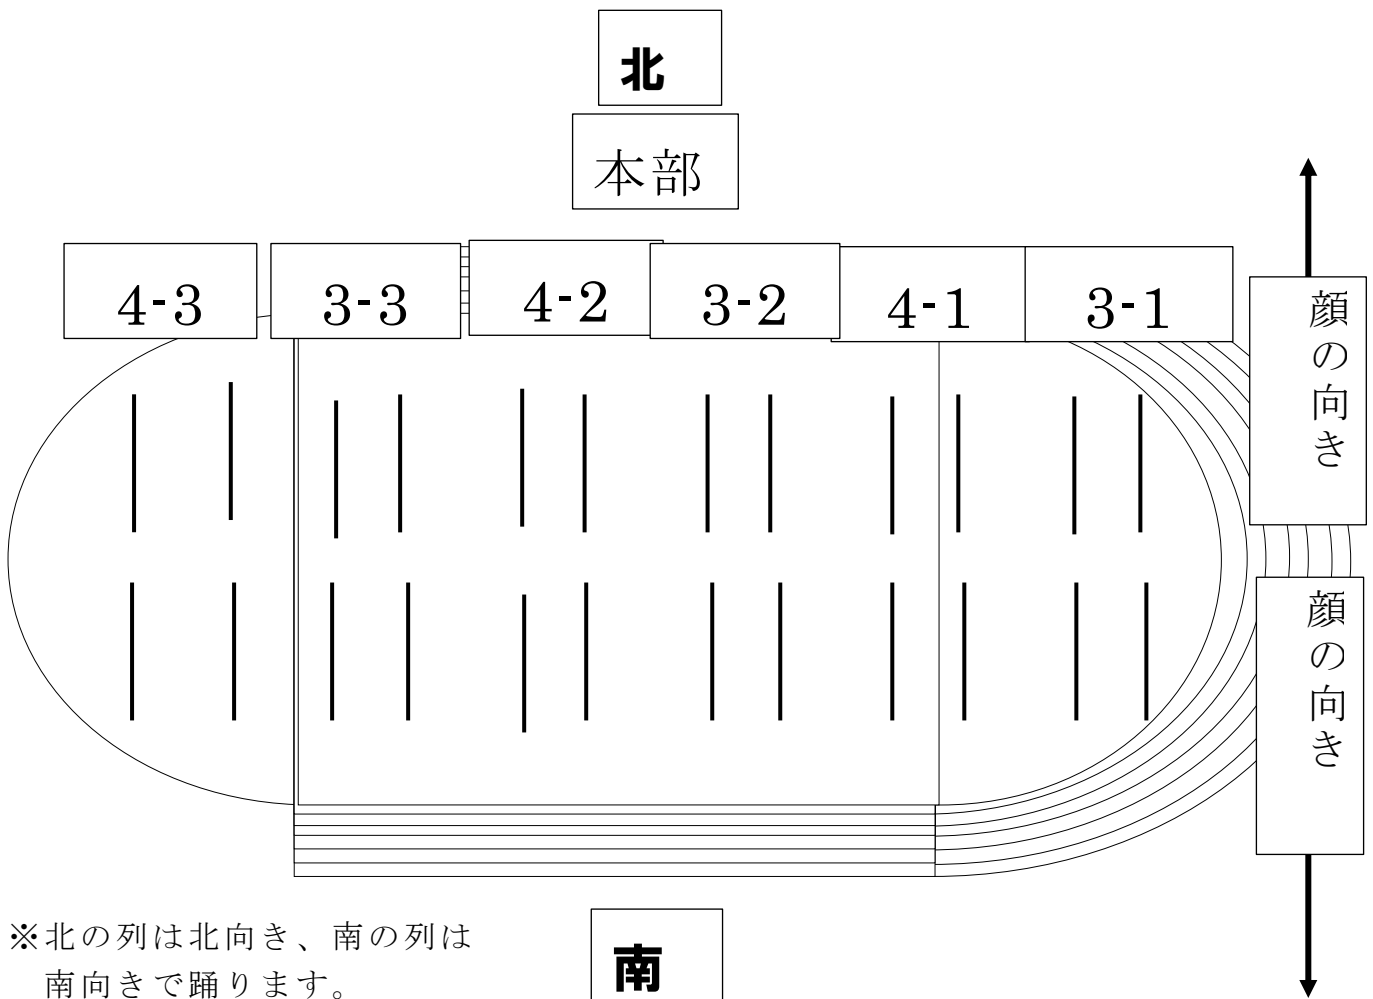 北
本部
4-3
3-3
4-2
3-2
4-1
3-1
顔の向き
顔の向き
※北の列は北向き、南の列は
南向きで踊ります。
南